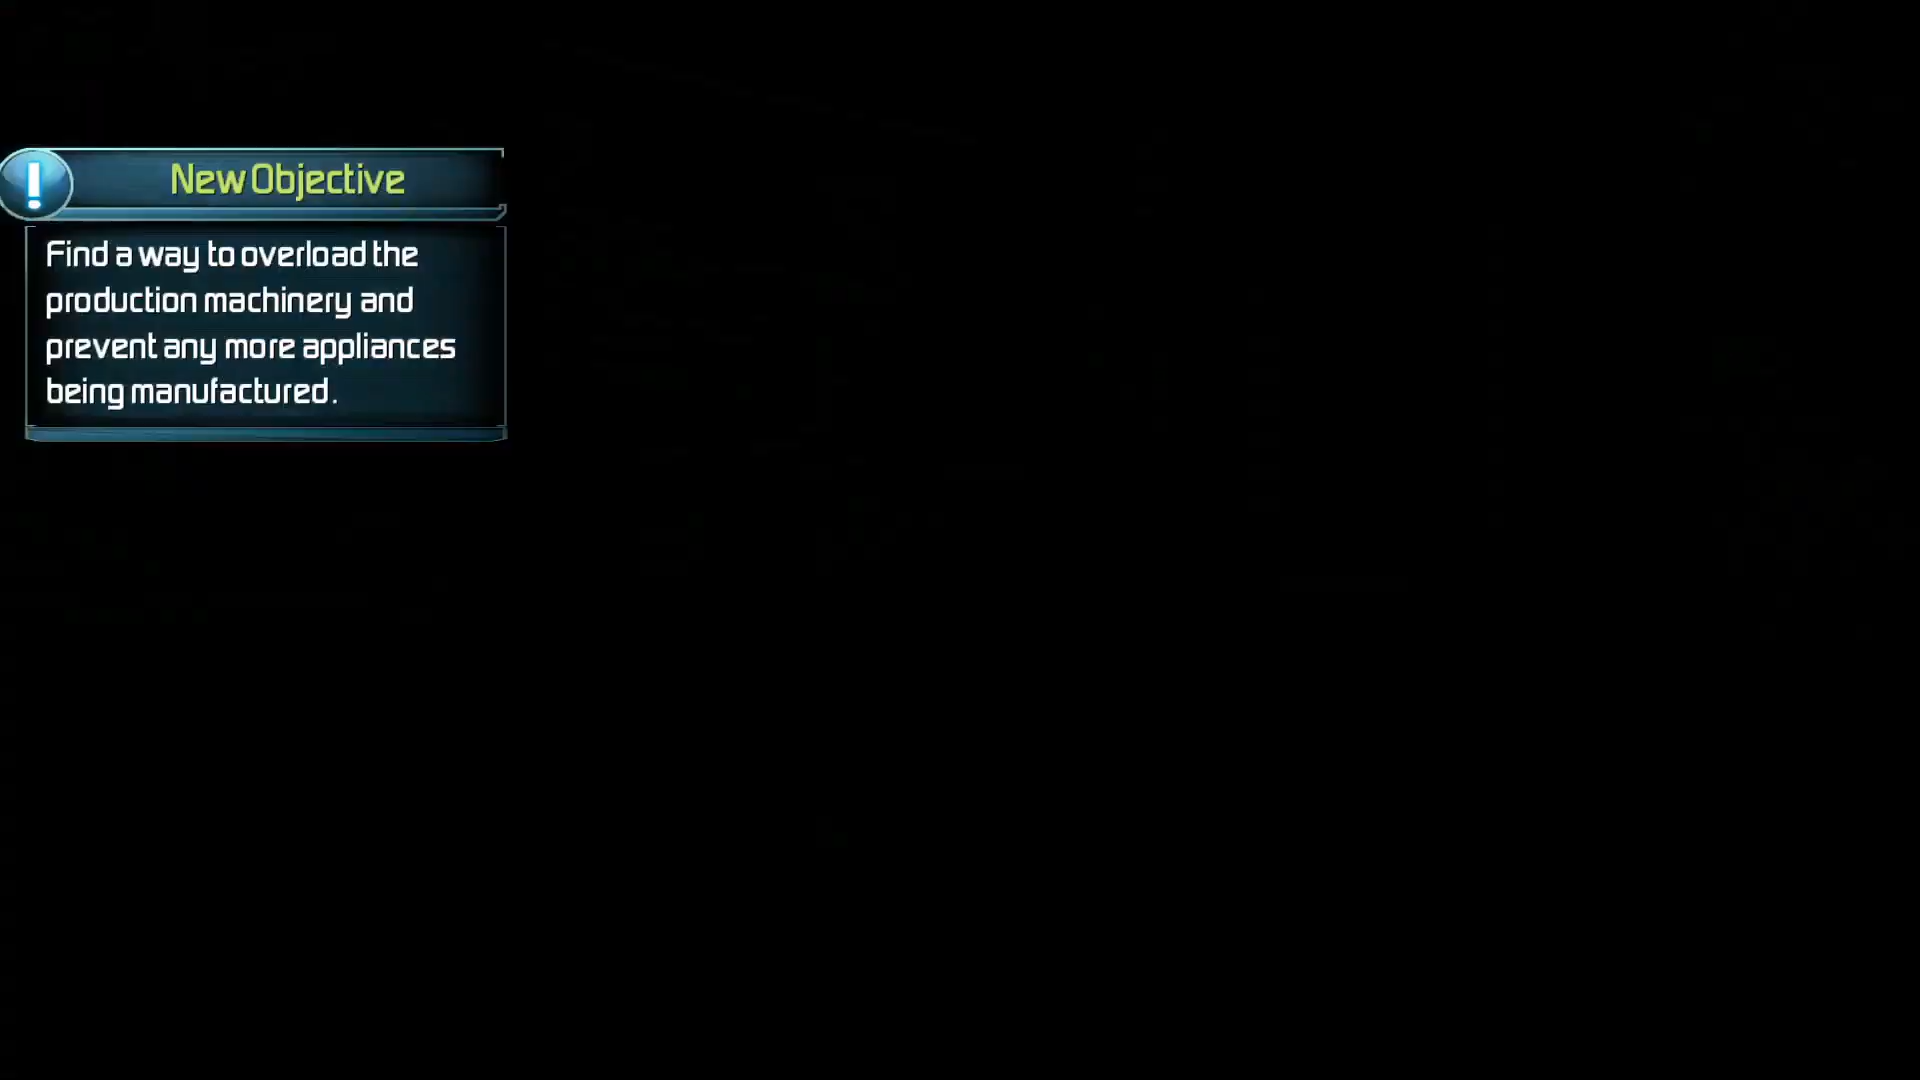 New Objective
Find a way to overload the
production machinery and
prevent any more appliances
being manufactured.